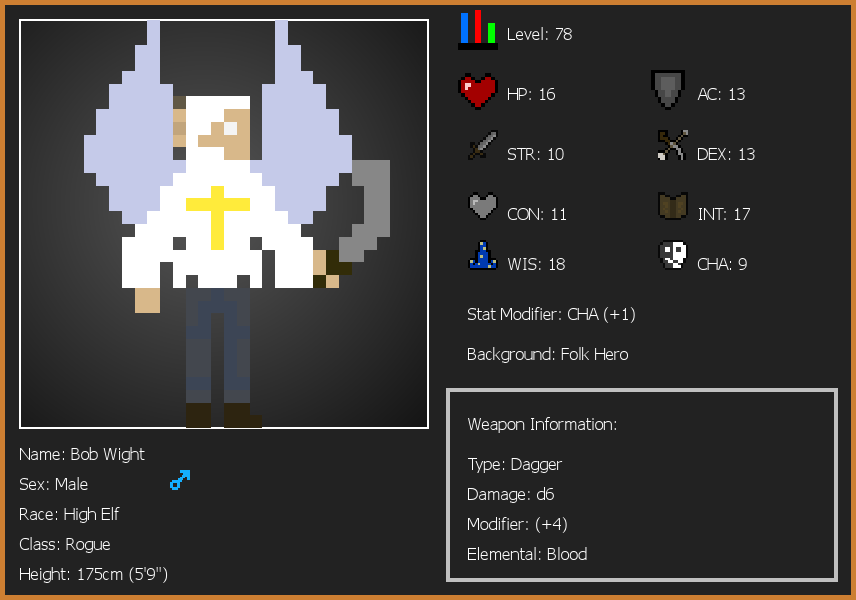 Level: 78
HP: 16
AC: 13
STR: 10
DEX: 13
CON: 11
INT: 17
WIS: 18
CHA: 9
Stat Modifier: CHA (+1)
Background: Folk Hero
Weapon Information:
Type: Dagger
Damage: d6
Modifier: (+4)
Elemental: Blood
Name: Bob Wight
Sex: Male
Race: High Elf
Class: Rogue
Height: 175cm (5'9")